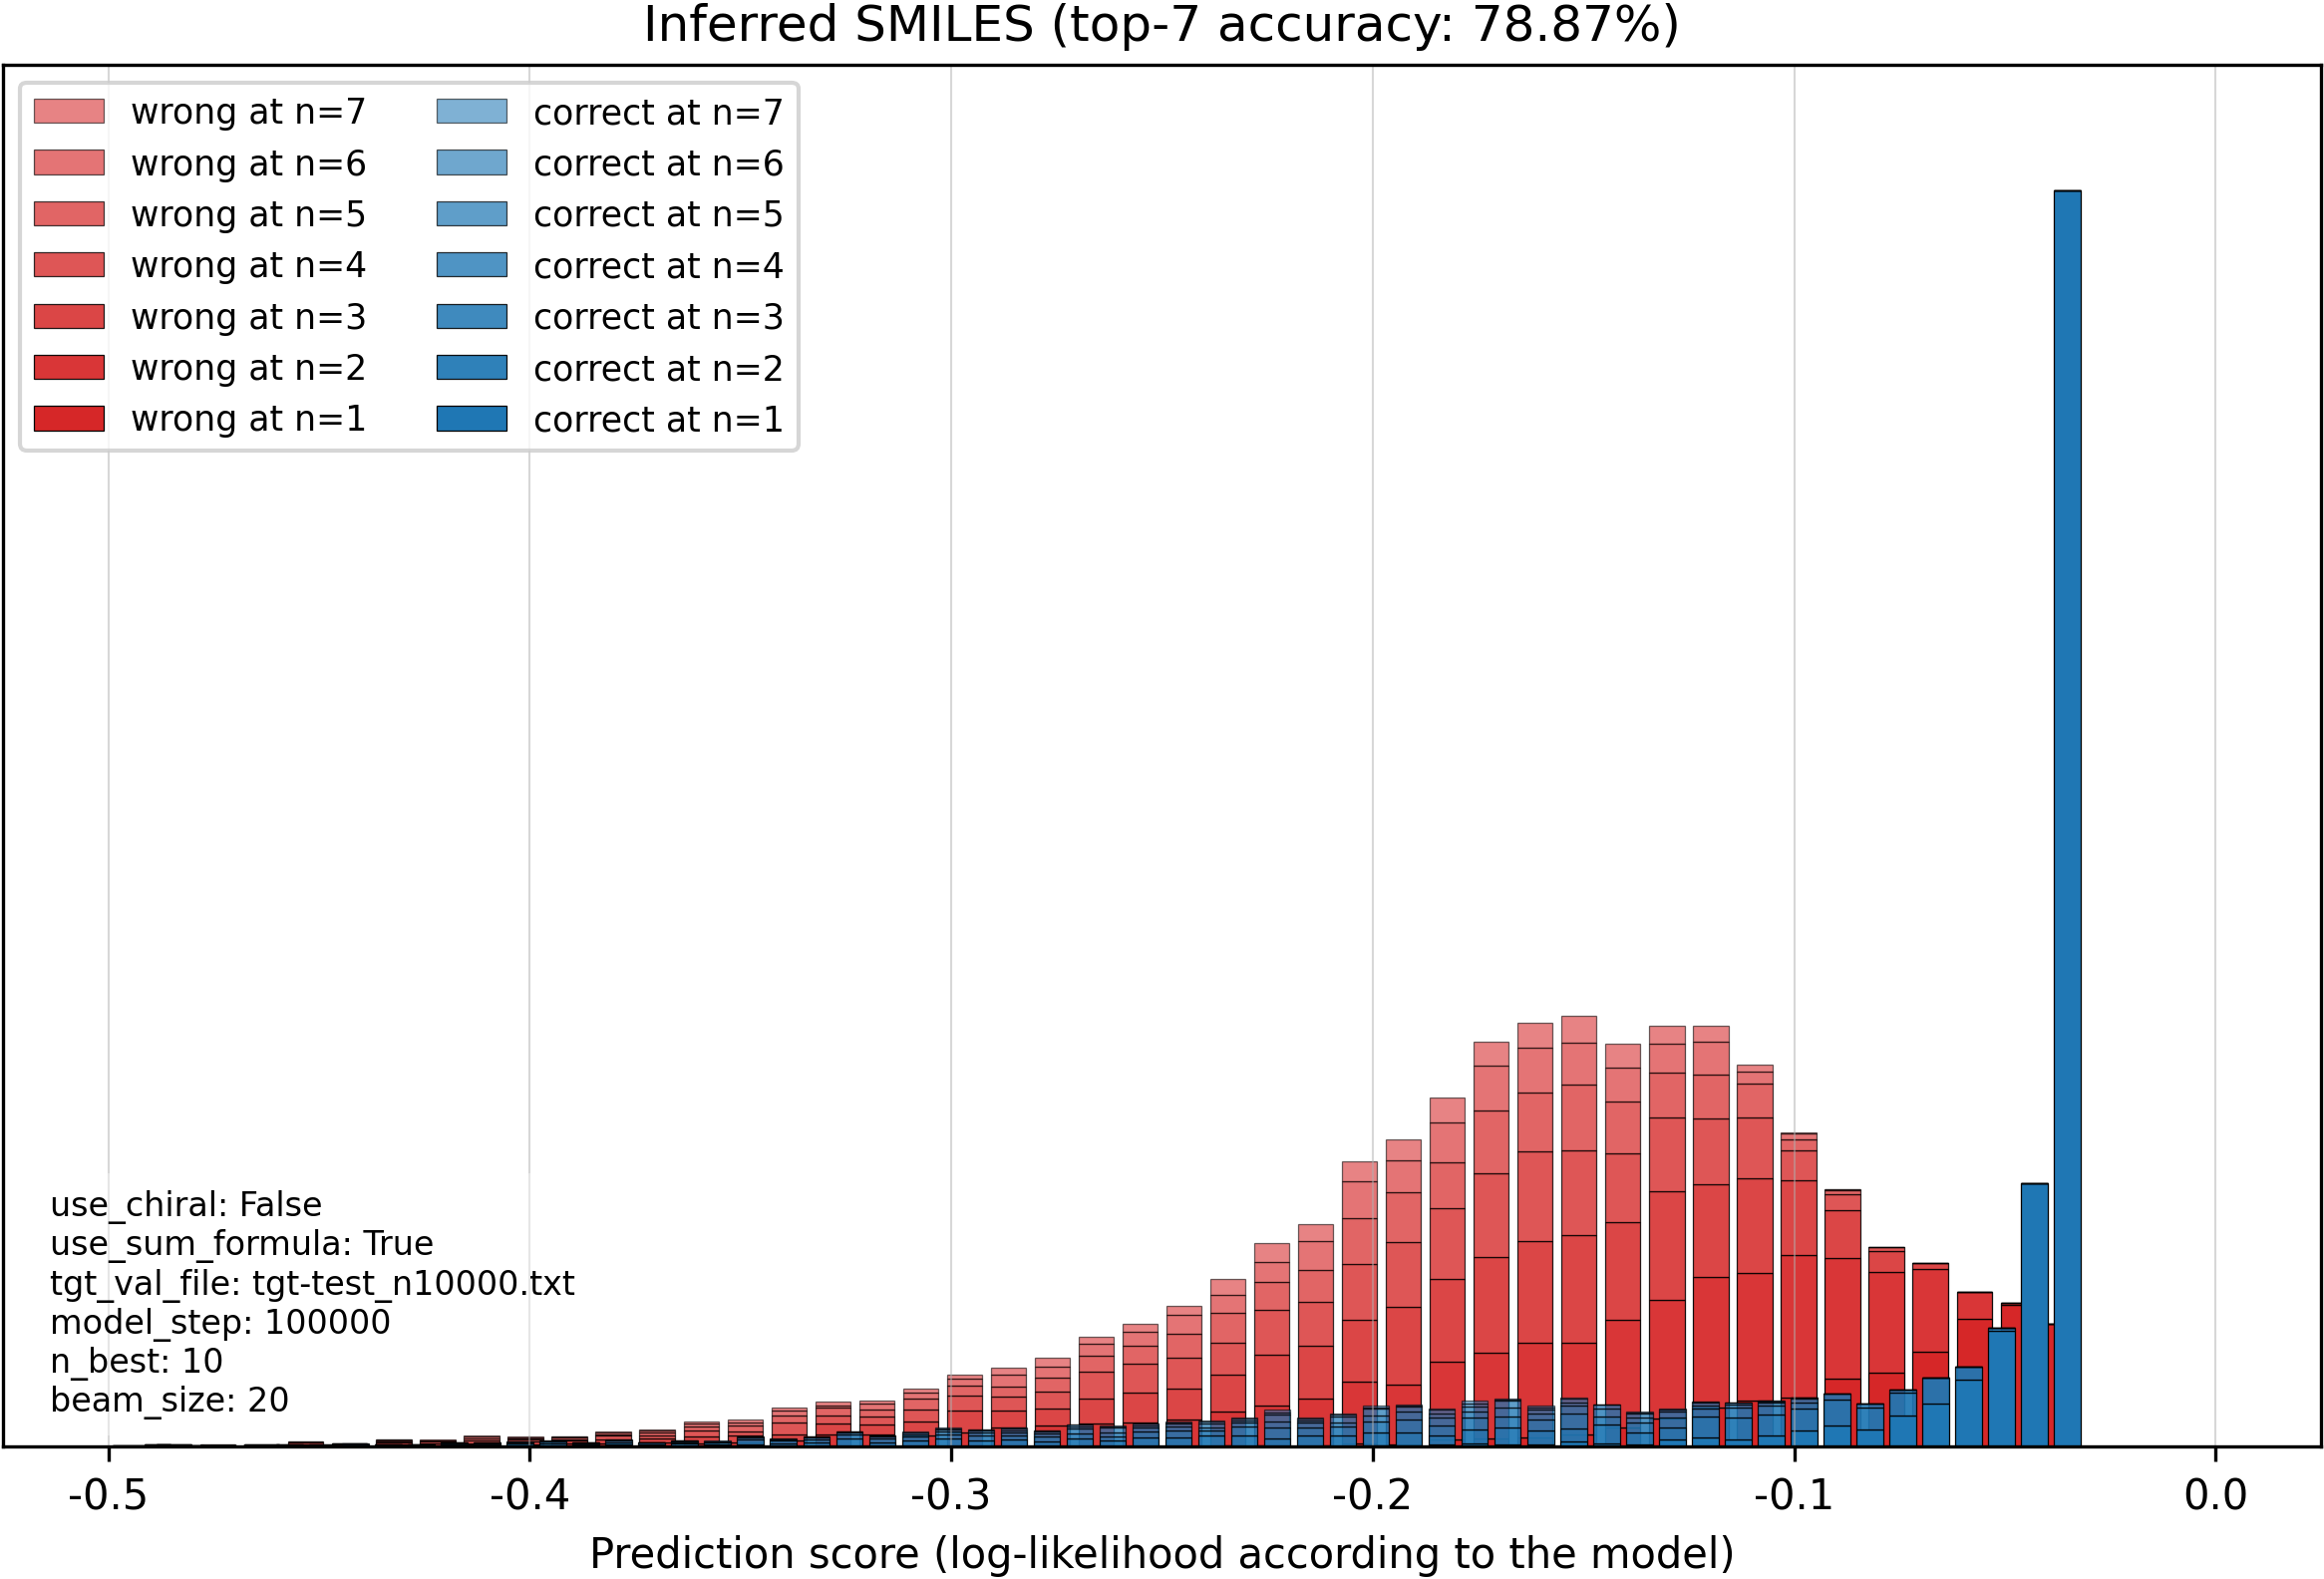 Inferred SMILES (top-7 accuracy: 78.87%)
wrong at n=7
wrong at n=6
wrong at n=5
wrong at n=4
wrong at n=3
wrong at n=2
wrong at n=1
correct at n=7
correct at n=6
correct at n=5
correct at n=4
correct at n=3
correct at n=2
correct at n=1
use_chiral: False
use_sum_formula: True
tgt_val_file: tgt-test_n10000.txt
model_step: 100000
n_best: 10
beam_size: 20
-0.5 -0.4 -0.3 -0.2 -0.1 0.0
Prediction score (log-likelihood according to the model)